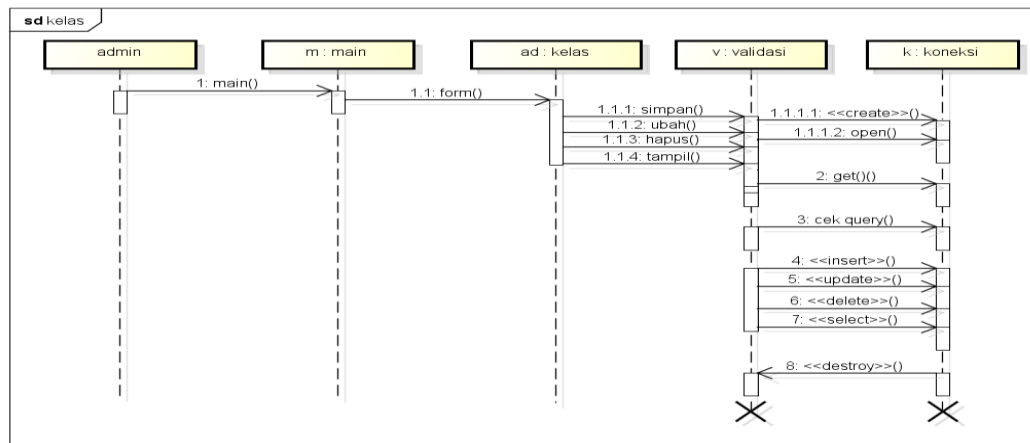 sd kelas
admin
m : main
ad : kelas
v : validasi
k : koneksi
1: main()
1.1: form()
1.1.1: simpan()
1.1.2: ubah()
1.1.3: hapus()
1.1.4: tampil()
1.1.1.1: <<create>>()
1.1.1.2: open()
2: get()()
3: cek query()
4: <<insert>>()
5: <<update>>()
6: <<delete>>()
7: <<select>>()
8: <<destroy>>()